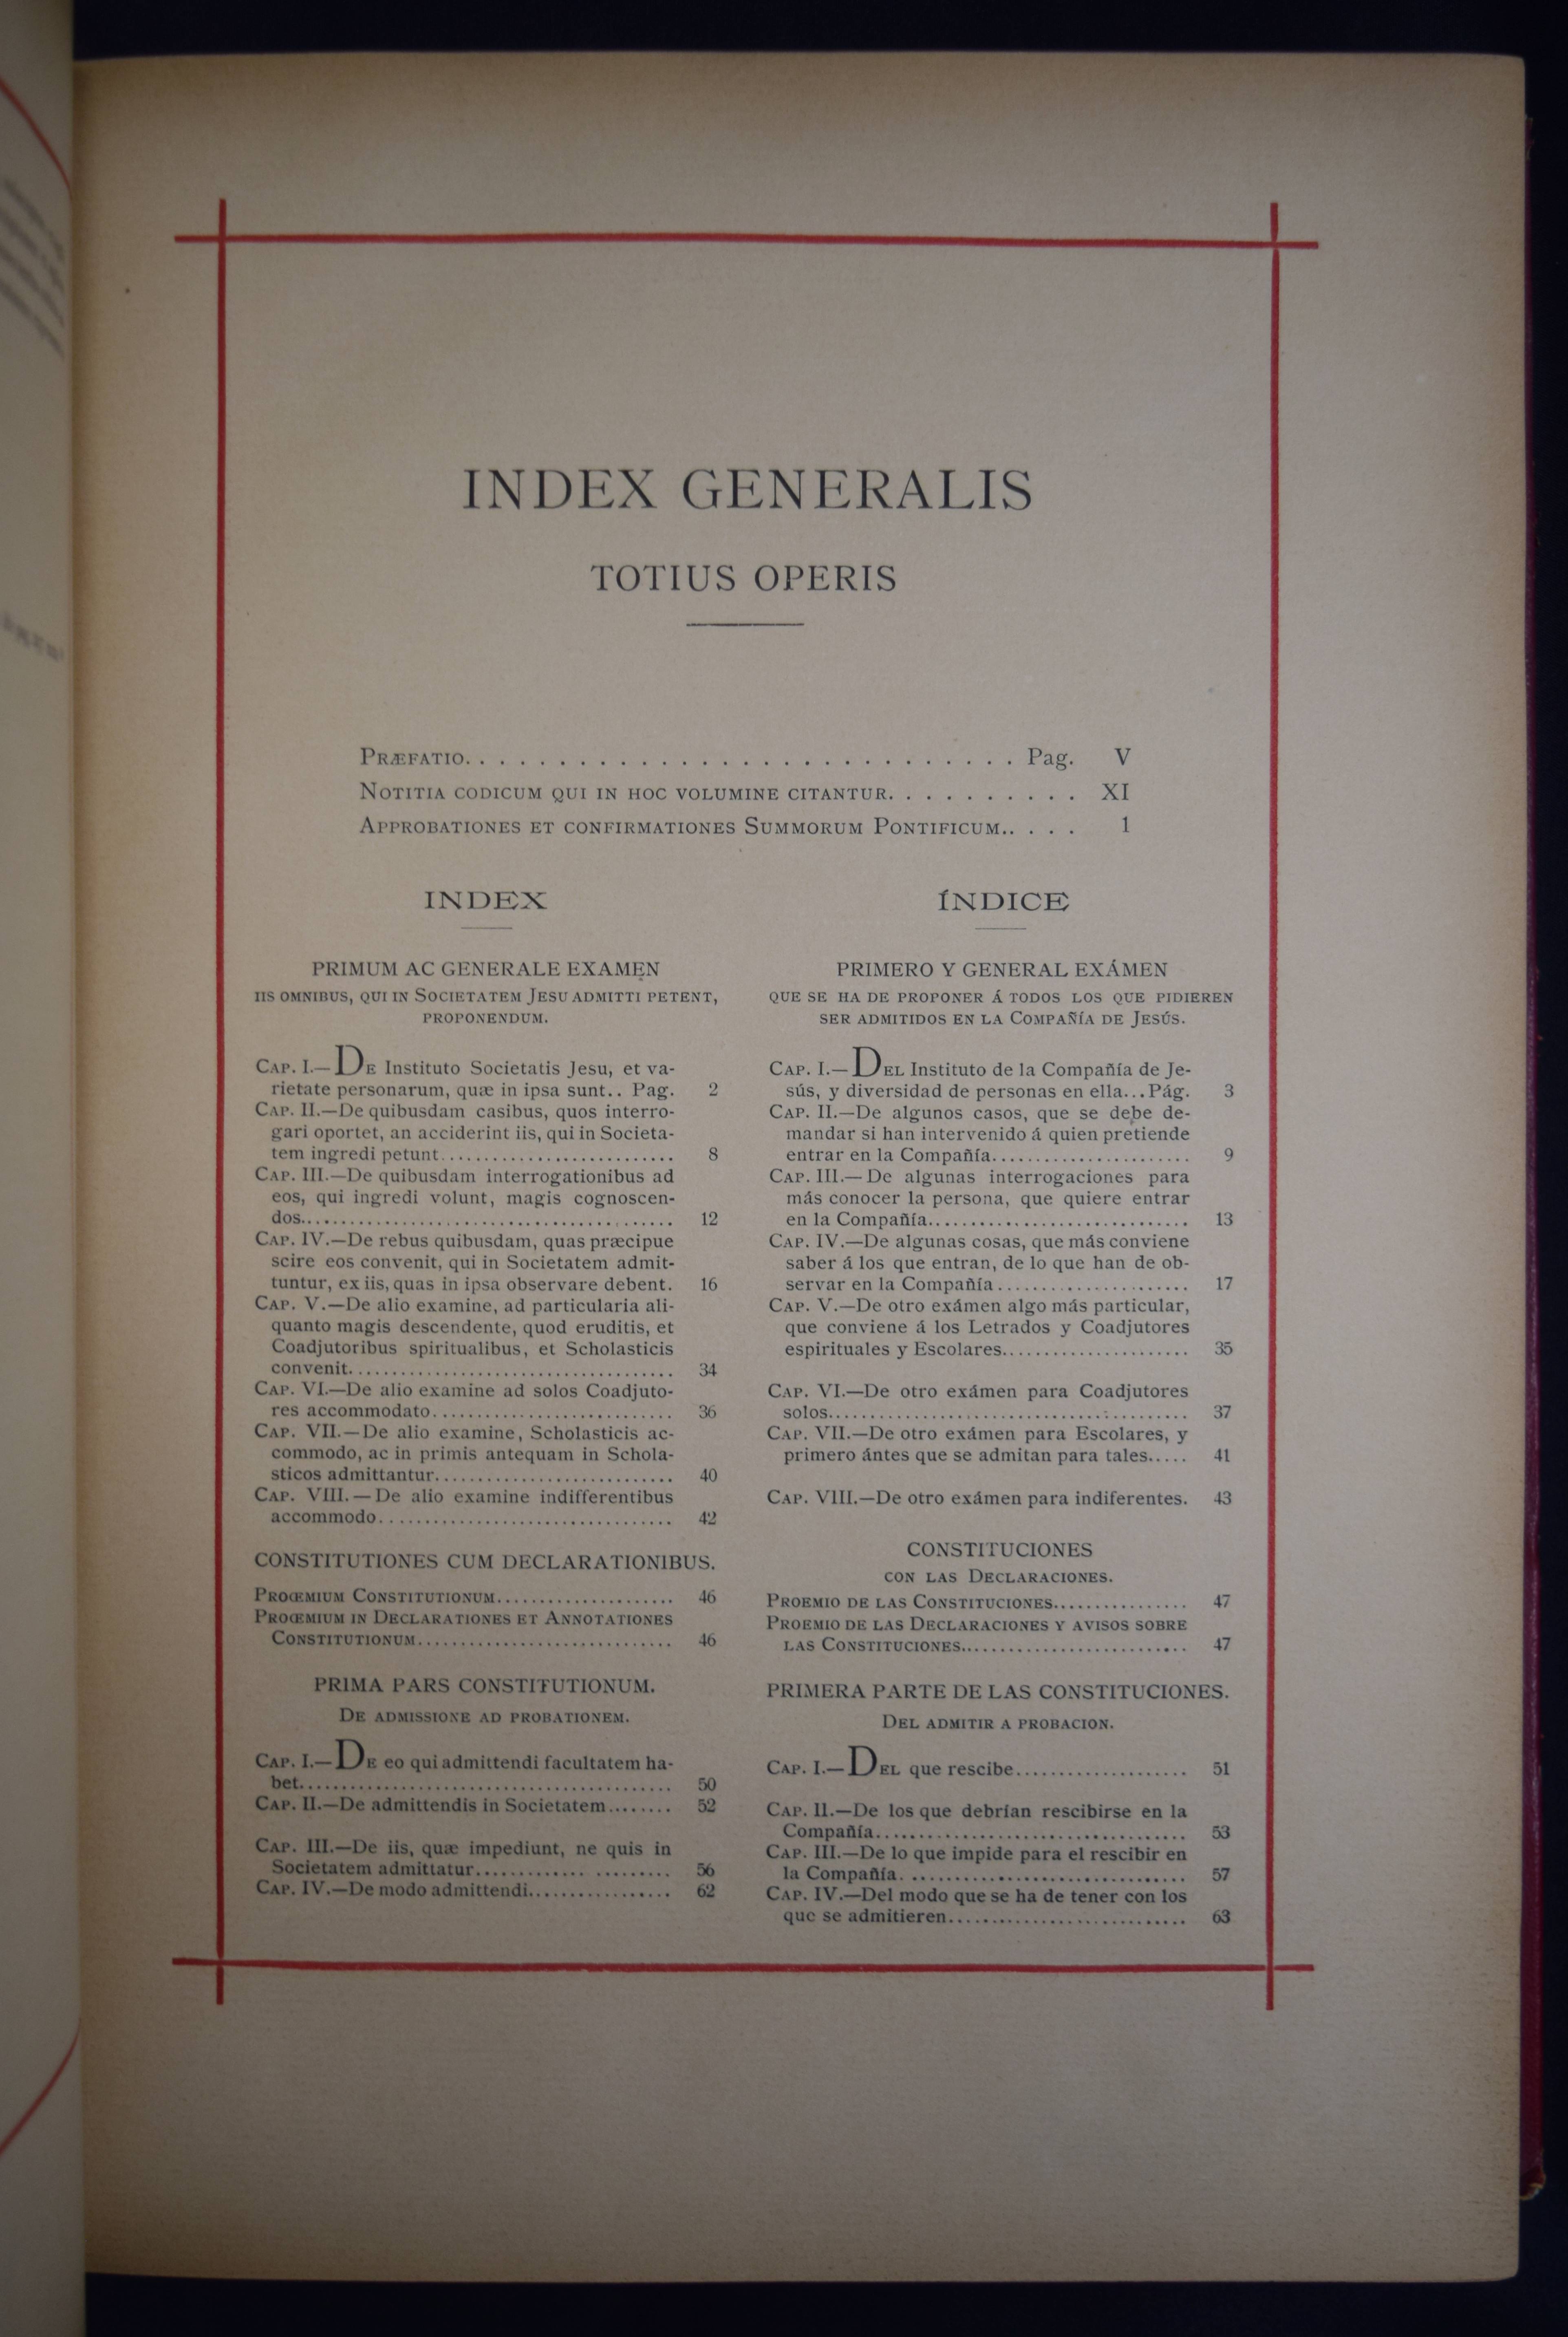 INDEX GENERALIS
TOTIUS OPERIS
PRÆFATIO. . . . . . . . . . . . . . . . . . . . . . . . . . . Pag. V
NOTITIA CODICUM QUI IN HOC VOLUMINE CITANTUR. . . . . . . . . . XI
APPROBATIONES ET CONFIRMATIONES SUMMORUM PONTIFICUM.. . . . 1
INDEX
PRIMUM AC GENERALE EXAMEN
IIS OMNIBUS, QUI IN SOCIETATEM JESU ADMITTI PETENT,
PROPONENDUM.
CAP. I.—DE Instituto Societatis Jesu, et va-
rietate personarum, quæ in ipsa sunt.. Pag. 2
CAP. II.—De quibusdam casibus, quos interro-
gari oportet, an acciderint iis, qui in Societa-
tem ingredi petunt........................... 8
CAP. III.—De quibusdam interrogationibus ad
eos, qui ingredi volunt, magis cognoscen-
dos............................................ 12
CAP. IV.—De rebus quibusdam, quas præcipue
scire eos convenit, qui in Societatem admit-
tuntur, ex iis, quas in ipsa observare debent. 16
CAP. V.—De alio examine, ad particularia ali-
quanto magis descendente, quod eruditis, et
Coadjutoribus spiritualibus, et Scholasticis
convenit...................................... 34
CAP. VI.—De alio examine ad solos Coadjuto-
res accommodato............................ 36
CAP. VII.—De alio examine, Scholasticis ac-
commodo, ac in primis antequam in Schola-
sticos admittantur............................ 40
CAP. VIII.—De alio examine indifferentibus
accommodo.................................. 42
CONSTITUTIONES CUM DECLARATIONIBUS.
PROŒMIUM CONSTITUTIONUM..................... 46
PROŒMIUM IN DECLARATIONES ET ANNOTATIONES
CONSTITUTIONUM.............................. 46
PRIMA PARS CONSTITUTIONUM.
DE ADMISSIONE AD PROBATIONEM.
CAP. I.—DE eo qui admittendi facultatem ha-
bet............................................ 50
CAP. II.—De admittendis in Societatem........ 52
CAP. III.—De iis, quæ impediunt, ne quis in
Societatem admittatur............. ......... 56
CAP. IV.—De modo admittendi................. 62
ÍNDICE
PRIMERO Y GENERAL EXÁMEN
QUE SE HA DE PROPONER Á TODOS LOS QUE PIDIEREN
SER ADMITIDOS EN LA COMPAÑÍA DE JESÚS.
CAP. I.—DEL Instituto de la Compañía de Je-
sús, y diversidad de personas en ella...Pág. 3
CAP. II.—De algunos casos, que se debe de-
mandar si han intervenido á quien pretiende
entrar en la Compañía....................... 9
CAP. III.—De algunas interrogaciones para
más conocer la persona, que quiere entrar
en la Compañía............................... 13
CAP. IV.—De algunas cosas, que más conviene
saber á los que entran, de lo que han de ob-
servar en la Compañía....................... 17
CAP. V.—De otro exámen algo más particular,
que conviene á los Letrados y Coadjutores
espirituales y Escolares...................... 35
CAP. VI.—De otro exámen para Coadjutores
solos.......................................... 37
CAP. VII.—De otro exámen para Escolares, y
primero ántes que se admitan para tales..... 41
CAP. VIII.—De otro exámen para indiferentes. 43
CONSTITUCIONES
CON LAS DECLARACIONES.
PROEMIO DE LAS CONSTITUCIONES................ 47
PROEMIO DE LAS DECLARACIONES Y AVISOS SOBRE
LAS CONSTITUCIONES........................... 47
PRIMERA PARTE DE LAS CONSTITUCIONES.
DEL ADMITIR A PROBACION.
CAP. I.—DEL que rescibe.................... 51
CAP. II.—De los que debrían rescibirse en la
Compañía..................................... 53
CAP. III.—De lo que impide para el rescibir en
la Compañía. ................................. 57
CAP. IV.—Del modo que se ha de tener con los
que se admitieren............................ 63